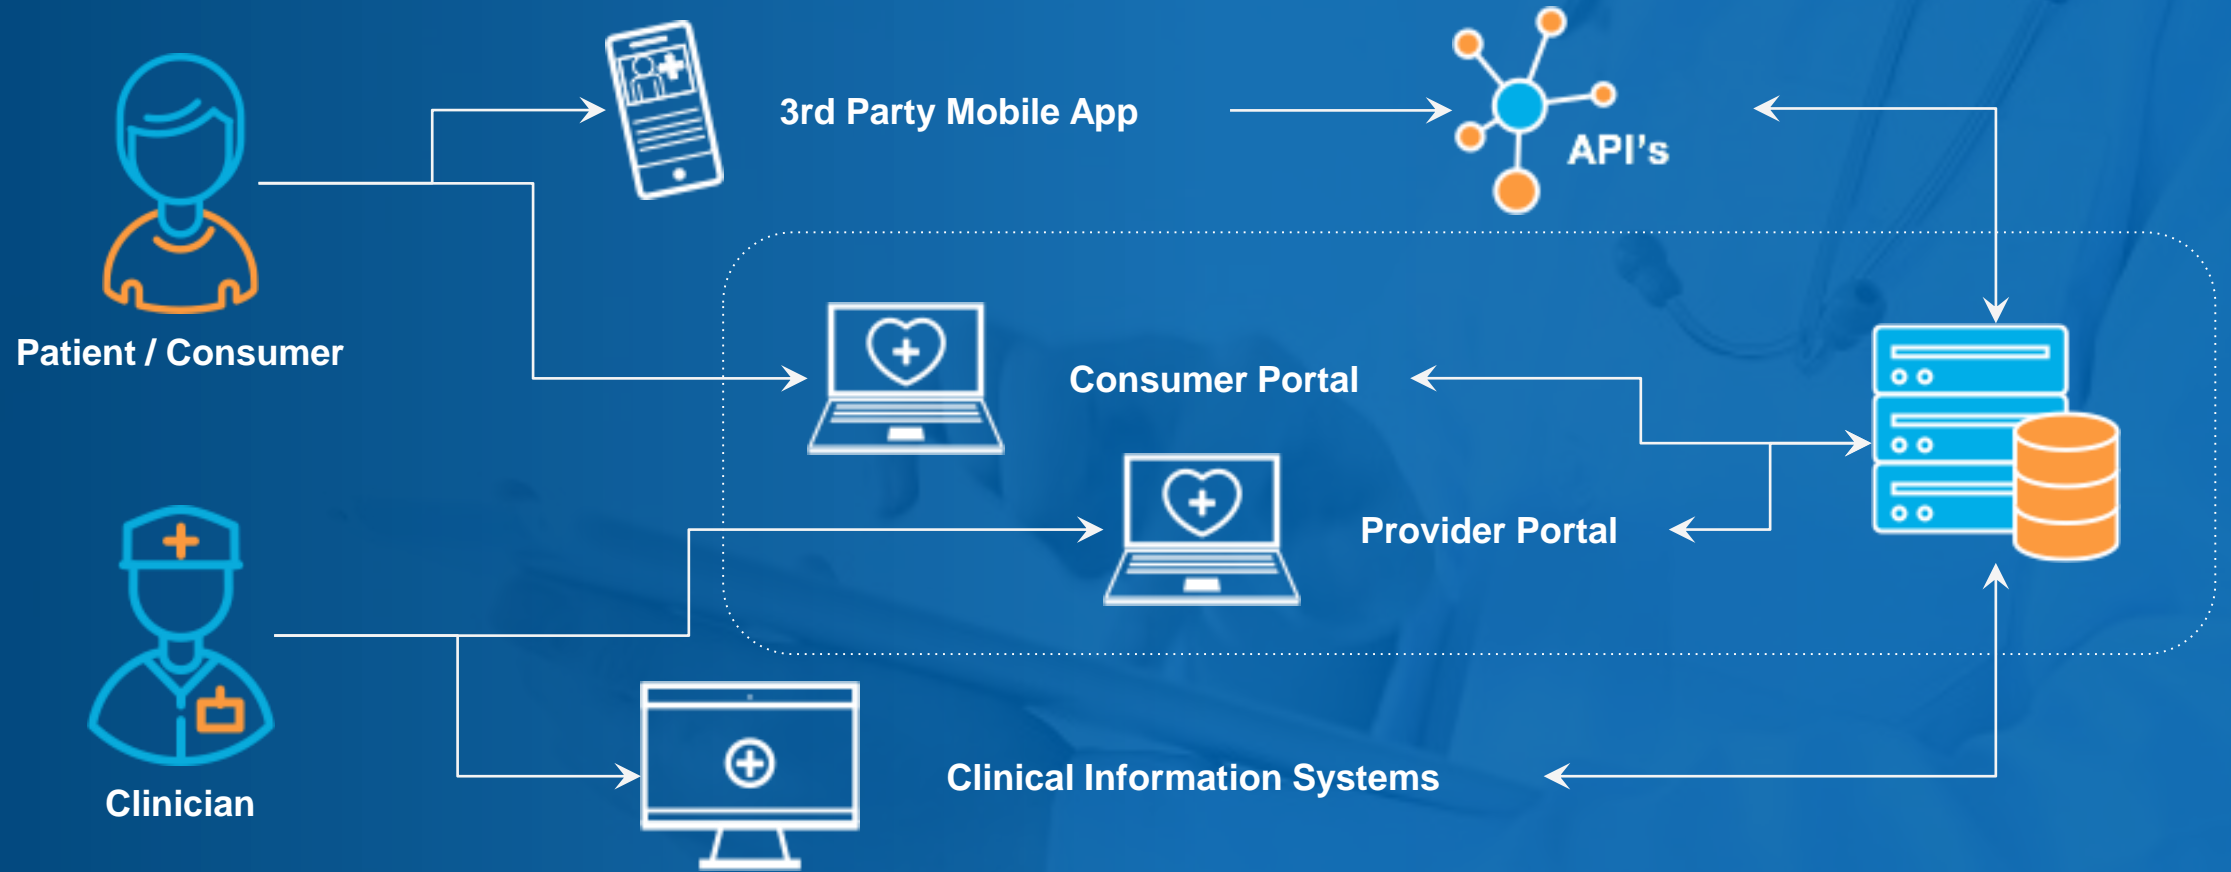 3rd Party Mobile App
API's
Patient / Consumer
Consumer Portal
Provider Portal
Clinical Information Systems
Clinician